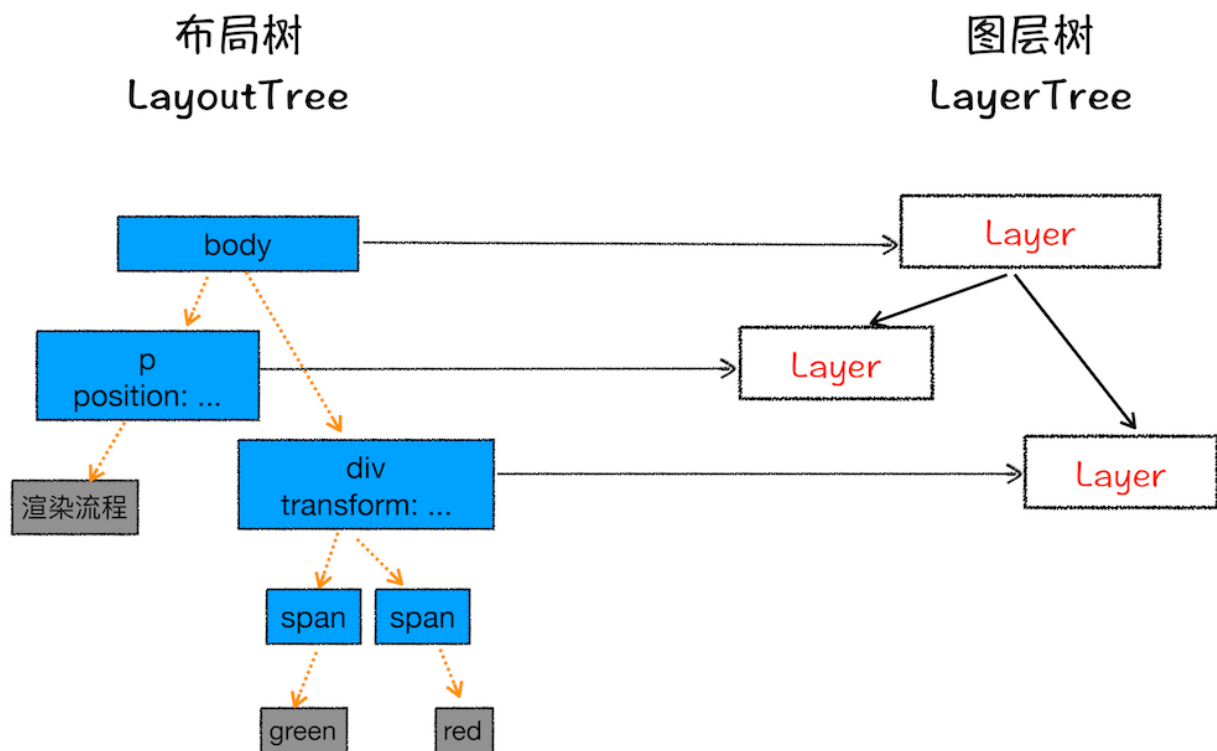 布局树
LayoutTree
图层树
LayerTree
body
Layer
p
position: ...
Layer
div
transform: ...
Layer
渲染流程
span
span
green
red